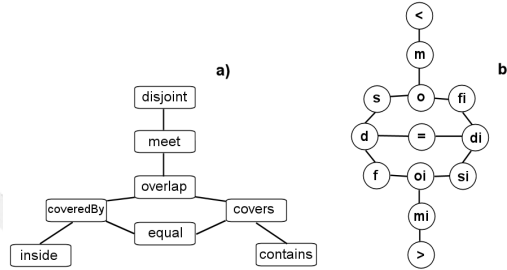 a)
disjoint
meet
overlap
coveredBy
covers
equal
inside
contains
b
<
m
s o fi
d = di
f oi si
mi
>